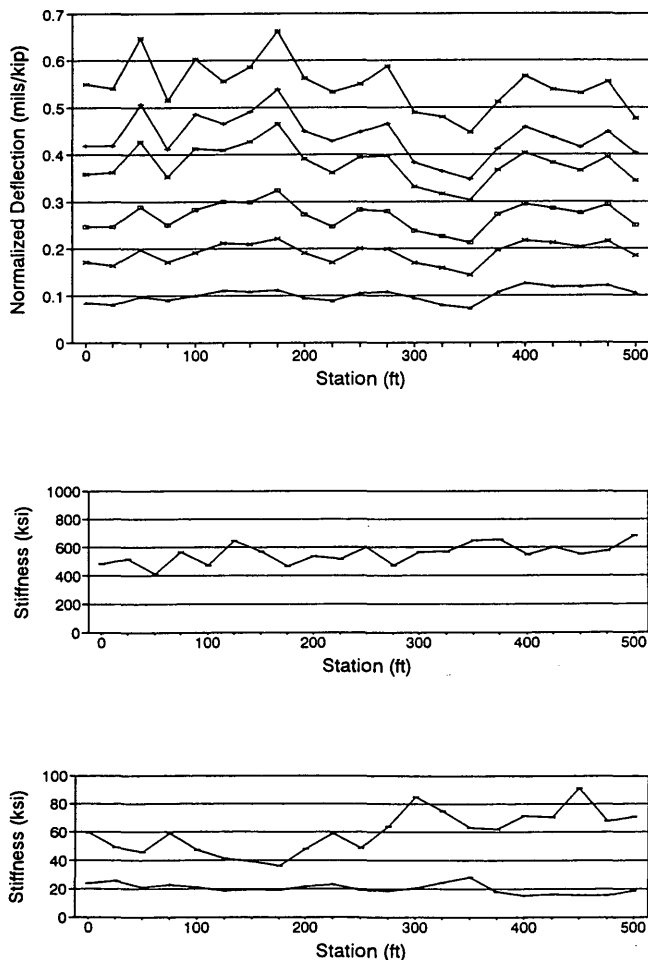 Normalized Deflection (mils/kip)
0.7
0.6
0.5
0.4
0.3
0.2
0.1
0
0 100 200 300 400 500
Station (ft)
Stiffness (ksi)
1000
800
600
400
200
0
0 100 200 300 400 500
Station (ft)
Stiffness (ksi)
100
80
60
40
20
0
0 100 200 300 400 500
Station (ft)